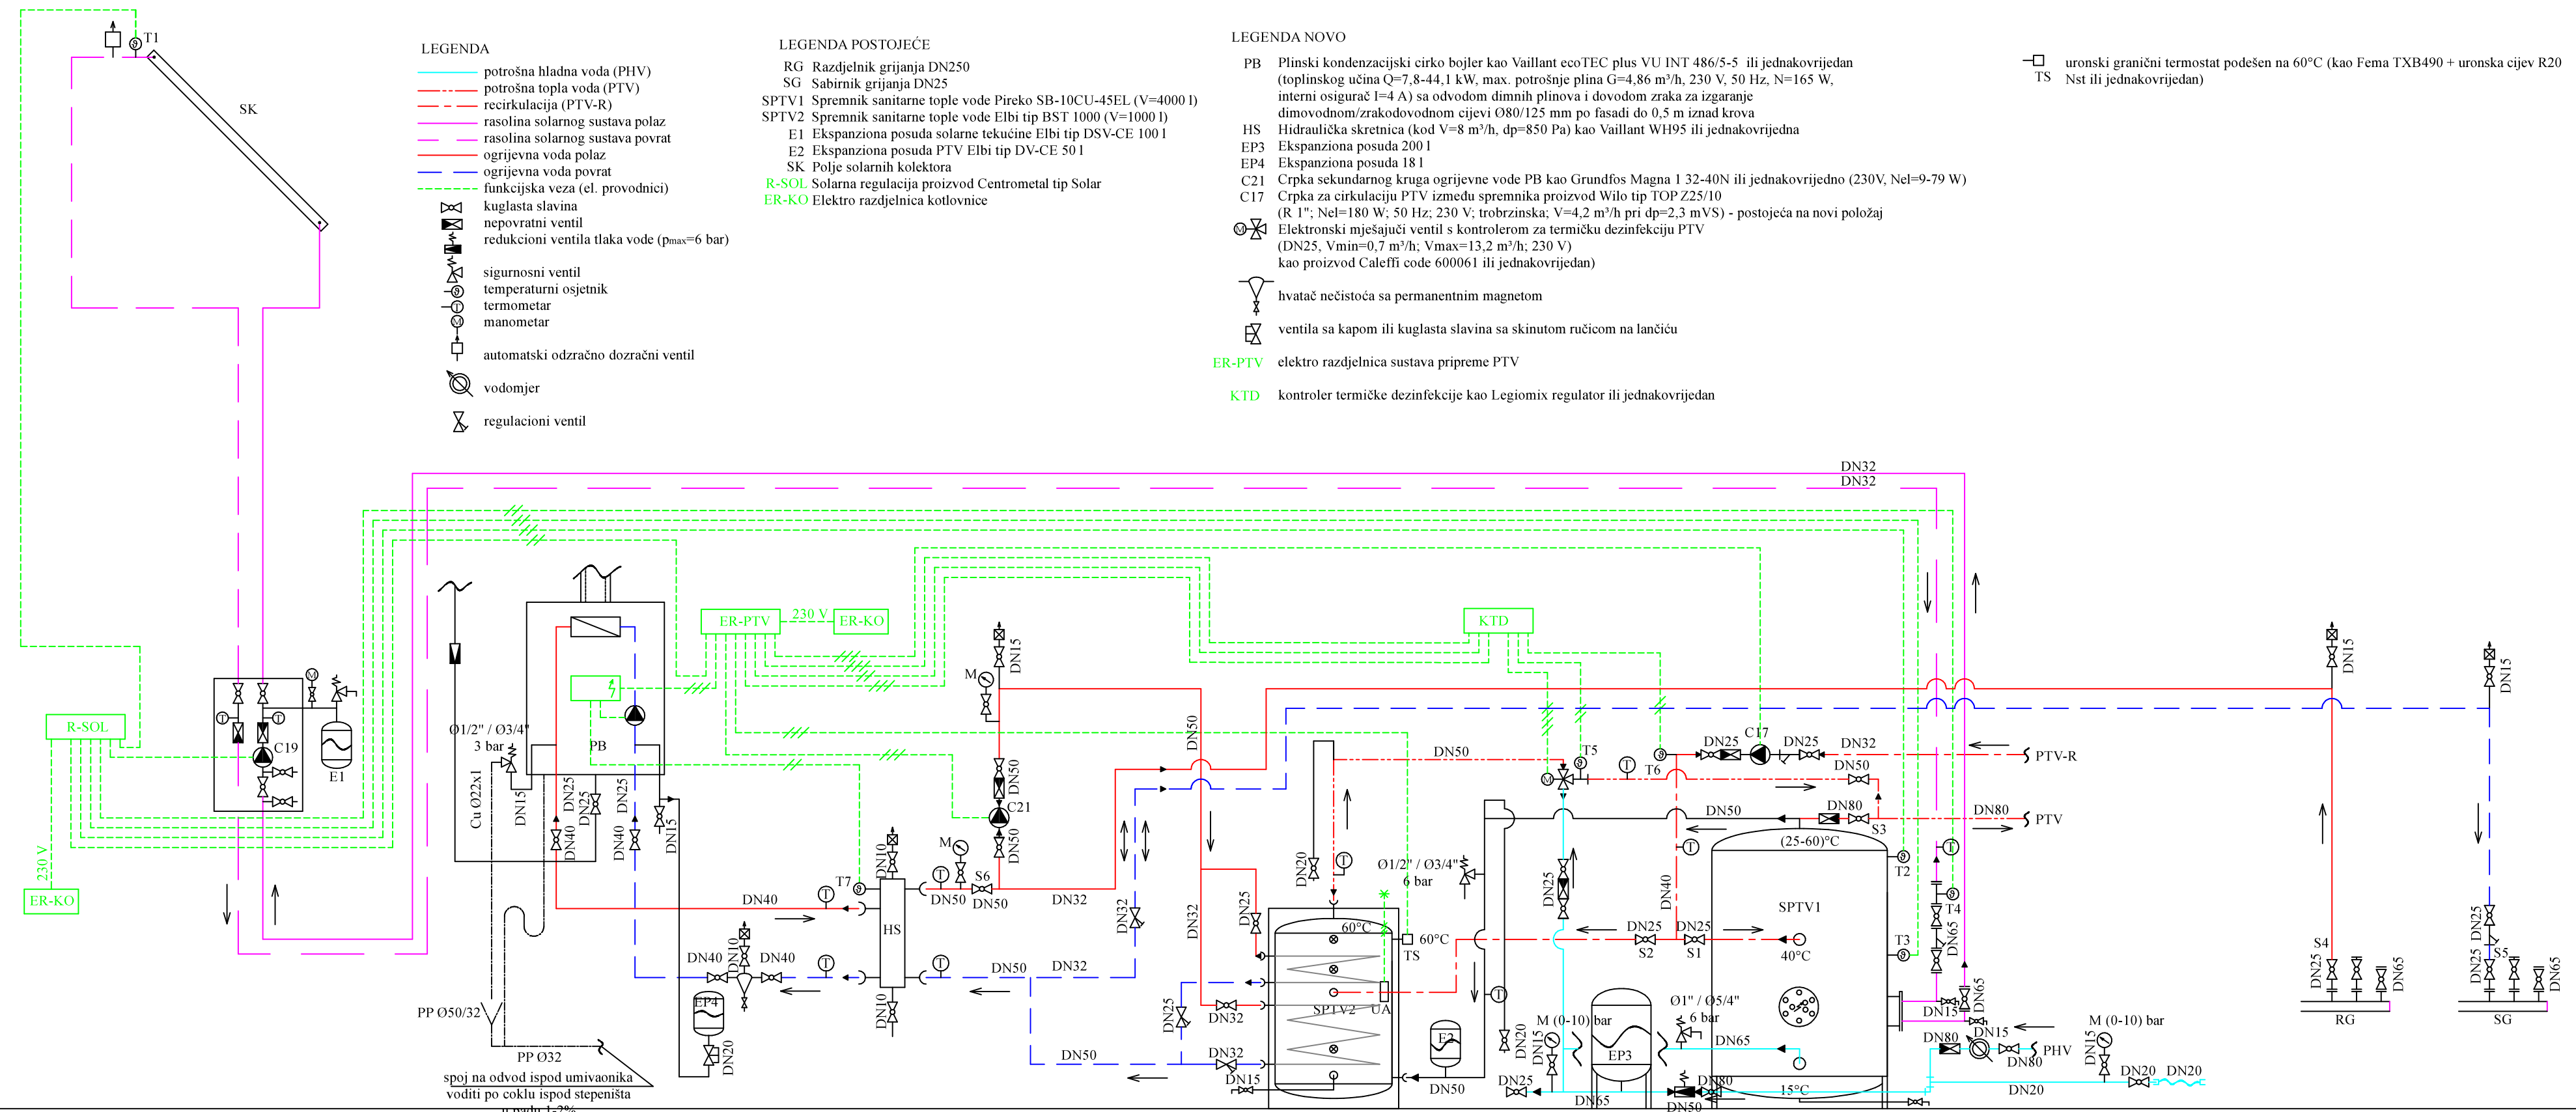 LEGENDA
potrošna hladna voda (PHV)
potrošna topla voda (PTV)
recirkulacija (PTV-R)
rasolina solarnog sustava polaz
rasolina solarnog sustava povrat
ogrijevna voda polaz
ogrijevna voda povrat
funkcijska veza (el. provodnici)
kuglasta slavina
nepovratni ventil
redukcioni ventila tlaka vode (pmax=6 bar)
sigurnosni ventil
temperaturni osjetnik
termometar
manometar
automatski odzračno dozračni ventil
vodomjer
regulacioni ventil
LEGENDA POSTOJEĆE
RG Razdjelnik grijanja DN250
SG Sabirnik grijanja DN25
SPTV1 Spremnik sanitarne tople vode Pireko SB-10CU-45EL (V=4000 l)
SPTV2 Spremnik sanitarne tople vode Elbi tip BST 1000 (V=1000 l)
E1 Ekspanziona posuda solarne tekućine Elbi tip DSV-CE 100 l
E2 Ekspanziona posuda PTV Elbi tip DV-CE 50 l
SK Polje solarnih kolektora
R-SOL Solarna regulacija proizvod Centrometal tip Solar
ER-KO Elektro razdjelnica kotlovnice
LEGENDA NOVO
PB Plinski kondenzacijski cirko bojler kao Vaillant ecoTEC plus VU INT 486/5-5 ili jednakovrijedan
(toplinskog učina Q=7,8-44,1 kW, max. potrošnje plina G=4,86 m³/h, 230 V, 50 Hz, N=165 W,
interni osigurač I=4 A) sa odvodom dimnih plinova i dovodom zraka za izgaranje
dimovodnom/zrakodovodnom cijevi Ø80/125 mm po fasadi do 0,5 m iznad krova
HS Hidraulička skretnica (kod V=8 m³/h, dp=850 Pa) kao Vaillant WH95 ili jednakovrijedna
EP3 Ekspanziona posuda 200 l
EP4 Ekspanziona posuda 18 l
C21 Crpka sekundarnog kruga ogrijevne vode PB kao Grundfos Magna 1 32-40N ili jednakovrijedno (230V, Nel=9-79 W)
C17 Crpka za cirkulaciju PTV između spremnika proizvod Wilo tip TOP Z25/10
(R 1"; Nel=180 W; 50 Hz; 230 V; trobrzinska; V=4,2 m³/h pri dp=2,3 mVS) - postojeća na novi položaj
M Elektronski mješajući ventil s kontrolerom za termičku dezinfekciju PTV
(DN25, Vmin=0,7 m³/h; Vmax=13,2 m³/h; 230 V)
kao proizvod Caleffi code 600061 ili jednakovrijedan)
hvatač nečistoća sa permanentnim magnetom
ventila sa kapom ili kuglasta slavina sa skinutom ručicom na lančiću
ER-PTV elektro razdjelnica sustava pripreme PTV
KTD kontroler termičke dezinfekcije kao Legiomix regulator ili jednakovrijedan
TS uronski granični termostat podešen na 60°C (kao Fema TXB490 + uronska cijev R20
Nst ili jednakovrijedan)
T1
SK
DN32
DN32
R-SOL
230 V
ER-KO
C19
E1
T
T
M
ER-PTV
230 V
ER-KO
KTD
Ø1/2" / Ø3/4"
3 bar
PB
Cu Ø22x1
DN15
DN25
DN25
DN25
DN40
DN40
DN15
PP Ø50/32
PP Ø32
spoj na odvod ispod umivaonika
voditi po coklu ispod stepeništa
u padu 1-2%
DN40
T7
HS
DN10
DN10
DN10
DN40
DN40
EP4
DN20
M
DN15
DN50
C21
DN50
M
S6
DN50
DN50
DN32
DN50
DN32
DN50
DN50
DN32
DN32
DN25
DN25
DN32
DN32
DN15
DN50
DN20
60°C
60°C
TS
SPTV2
UA
Ø1/2" / Ø3/4"
6 bar
E2
DN50
DN20
T5
T6
DN25
C17
DN25
DN32
PTV-R
DN50
DN50
DN80
S3
DN80
PTV
(25-60)°C
DN40
DN25
DN25
DN25
S2
S1
SPTV1
40°C
15°C
T2
T3
T4
DN65
DN65
DN15
M (0-10) bar
DN15
DN25
EP3
Ø1" / Ø5/4"
6 bar
DN65
DN65
DN50
DN80
DN80
DN15
DN80
PHV
M (0-10) bar
DN15
DN20
DN20
DN20
DN15
S4
DN25
DN65
RG
DN15
DN25
DN25
S5
DN65
SG